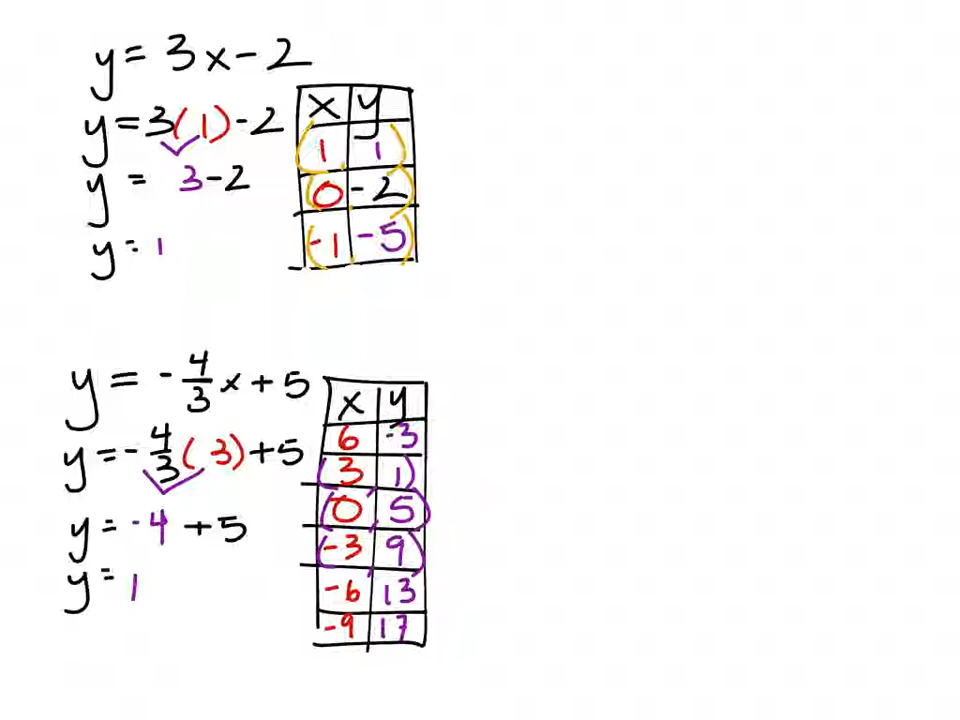 y = 3x - 2
y = 3(1) - 2
y = 3 - 2
y = 1
x y
1 1
0 -2
-1 -5
y = -4/3 x + 5
y = -4/3 (3) + 5
y = -4 + 5
y = 1
x y
6 -3
3 1
0 5
-3 9
-6 13
-9 17